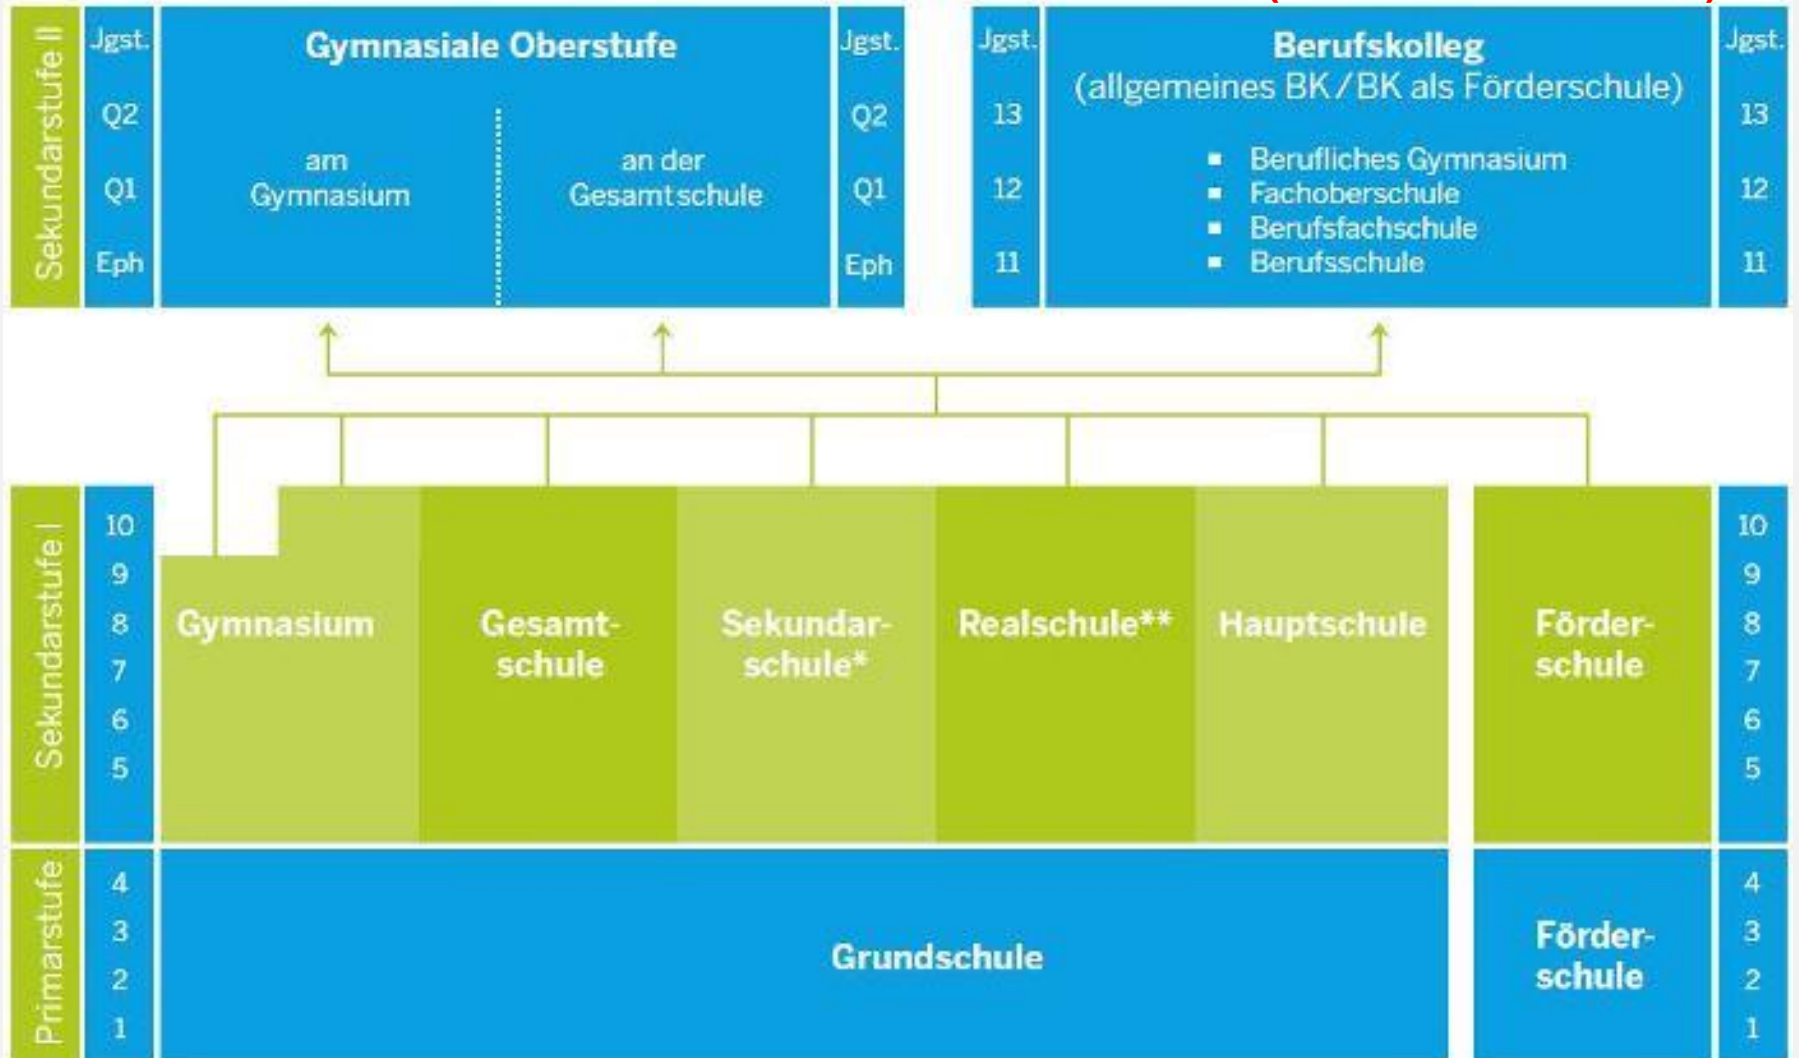 Sekundarstufe II
Jgst.
Q2
Q1
Eph
Gymnasiale Oberstufe
am
Gymnasium
an der
Gesamtschule
Jgst.
Q2
Q1
Eph
Jgst.
13
12
11
Berufskolleg
(allgemeines BK/BK als Förderschule)
▪ Berufliches Gymnasium
▪ Fachoberschule
▪ Berufsfachschule
▪ Berufsschule
Jgst.
13
12
11
Sekundarstufe I
10
9
8
7
6
5
Gymnasium
Gesamt-
schule
Sekundar-
schule*
Realschule**
Hauptschule
Förder-
schule
10
9
8
7
6
5
Primarstufe
4
3
2
1
Grundschule
Förder-
schule
4
3
2
1